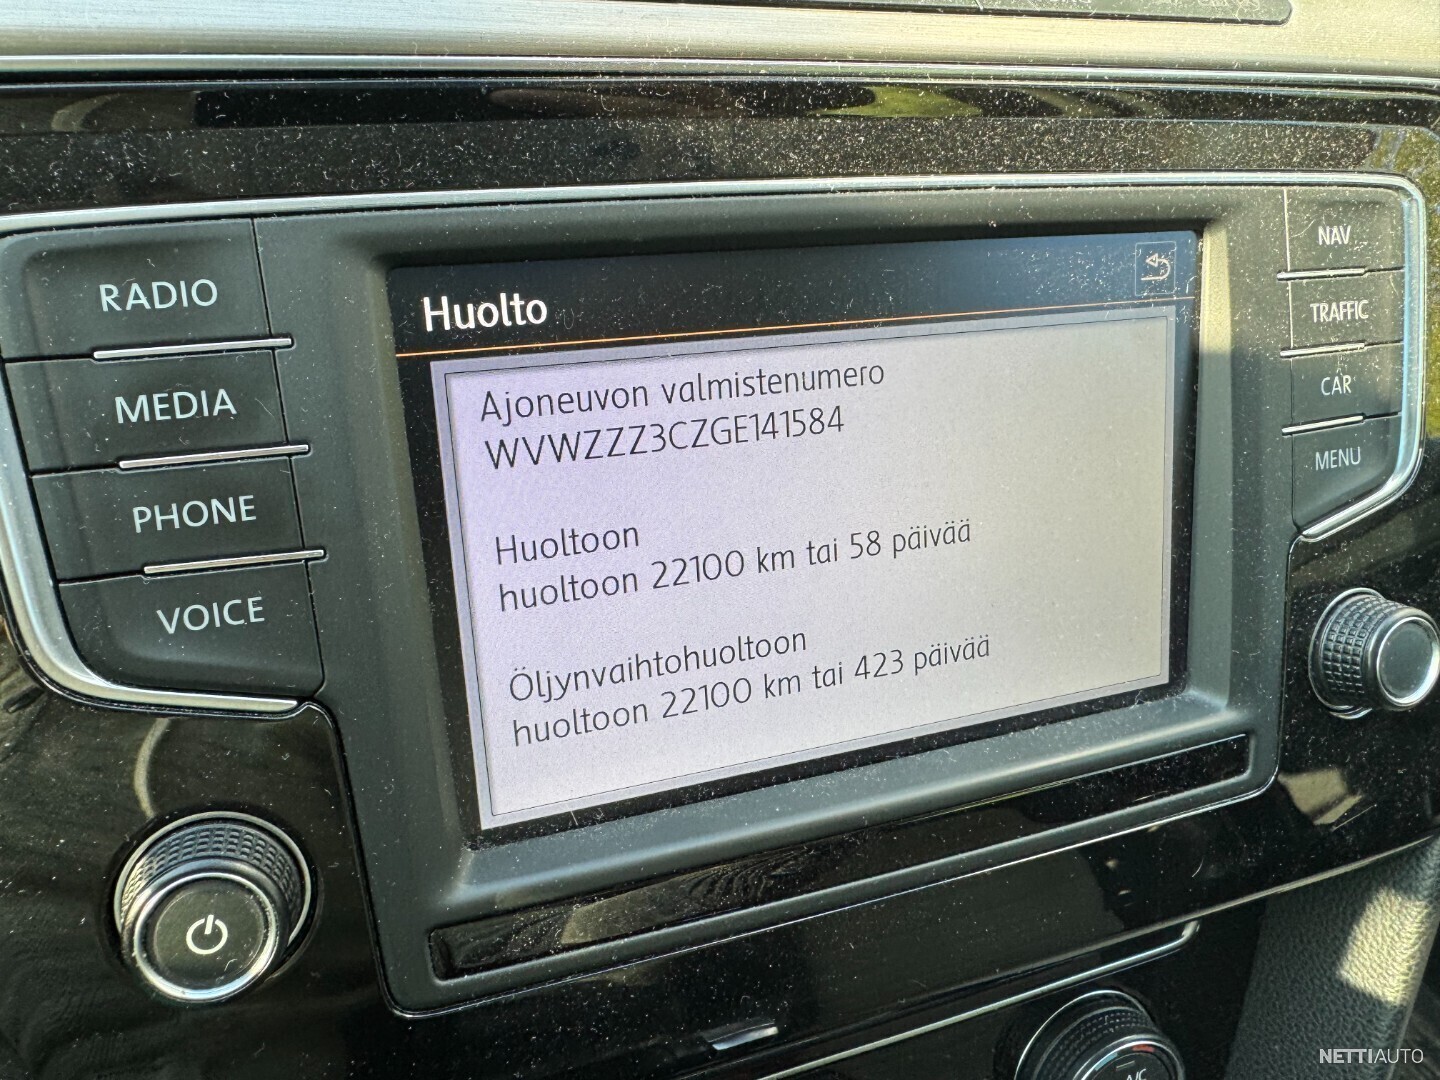 RADIO
MEDIA
PHONE
VOICE
Huolto
Ajoneuvon valmistenumero
WVWZZZ3CZGE141584
Huoltoon
huoltoon 22100 km tai 58 päivää
Öljynvaihtohuoltoon
huoltoon 22100 km tai 423 päivää
NAV
TRAFFIC
CAR
MENU
A/C
NETTIAUTO